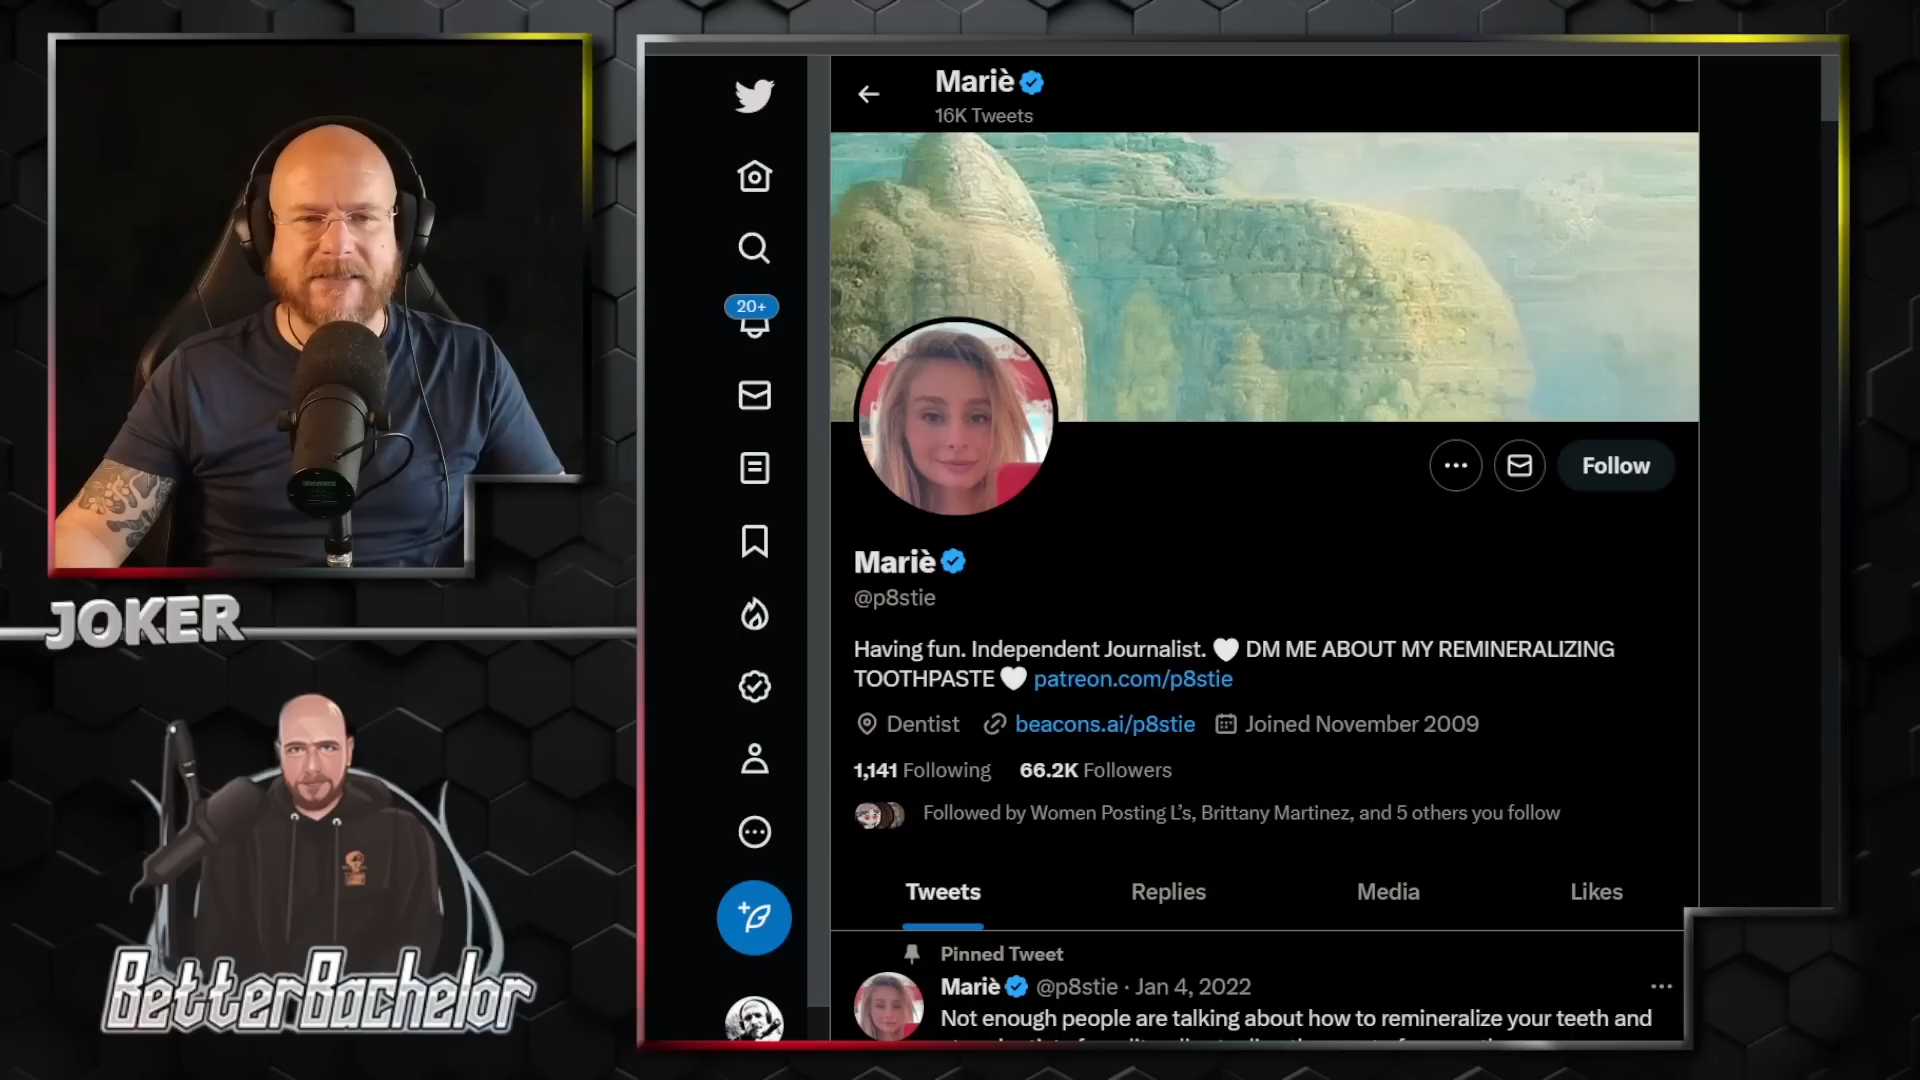 Mariè
16K Tweets
20+
Follow
Mariè
@p8stie
Having fun. Independent Journalist. 🤍 DM ME ABOUT MY REMINERALIZING
TOOTHPASTE 🤍 patreon.com/p8stie
Dentist beacons.ai/p8stie Joined November 2009
1,141 Following 66.2K Followers
Followed by Women Posting L's, Brittany Martinez, and 5 others you follow
Tweets Replies Media Likes
Pinned Tweet
Mariè @p8stie · Jan 4, 2022
Not enough people are talking about how to remineralize your teeth and
JOKER
BetterBachelor